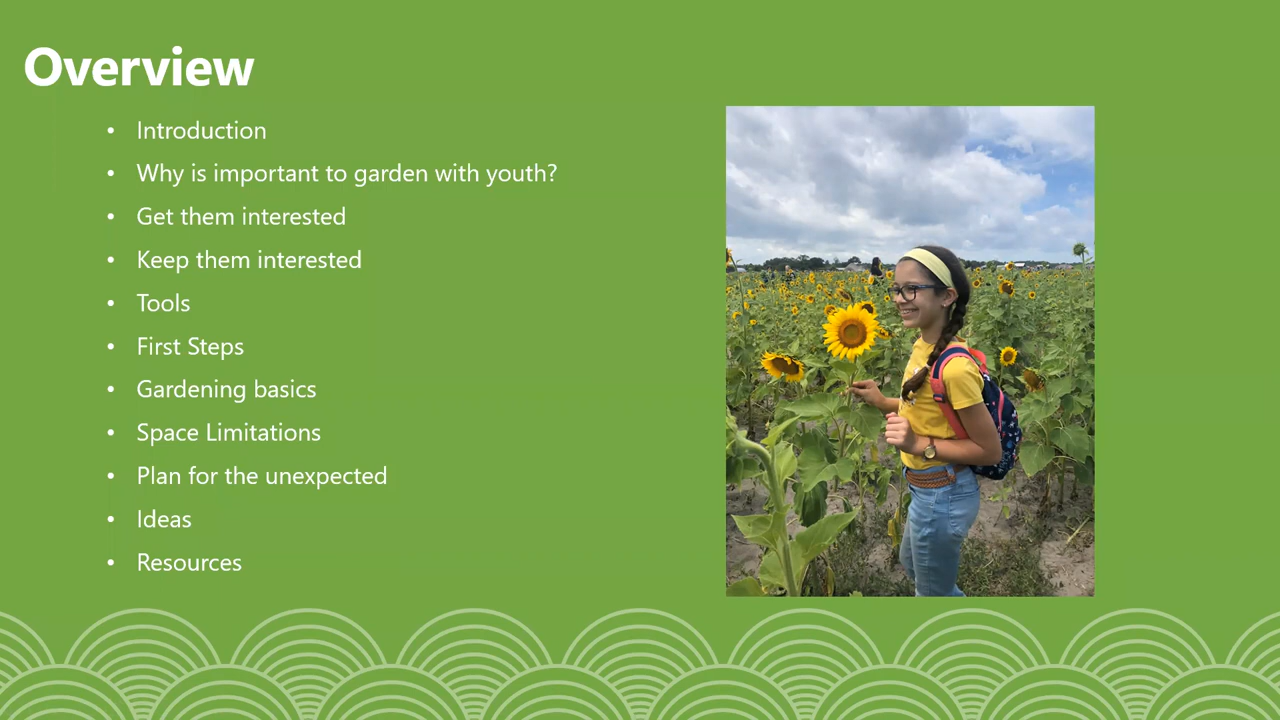 Overview
• Introduction
• Why is important to garden with youth?
• Get them interested
• Keep them interested
• Tools
• First Steps
• Gardening basics
• Space Limitations
• Plan for the unexpected
• Ideas
• Resources